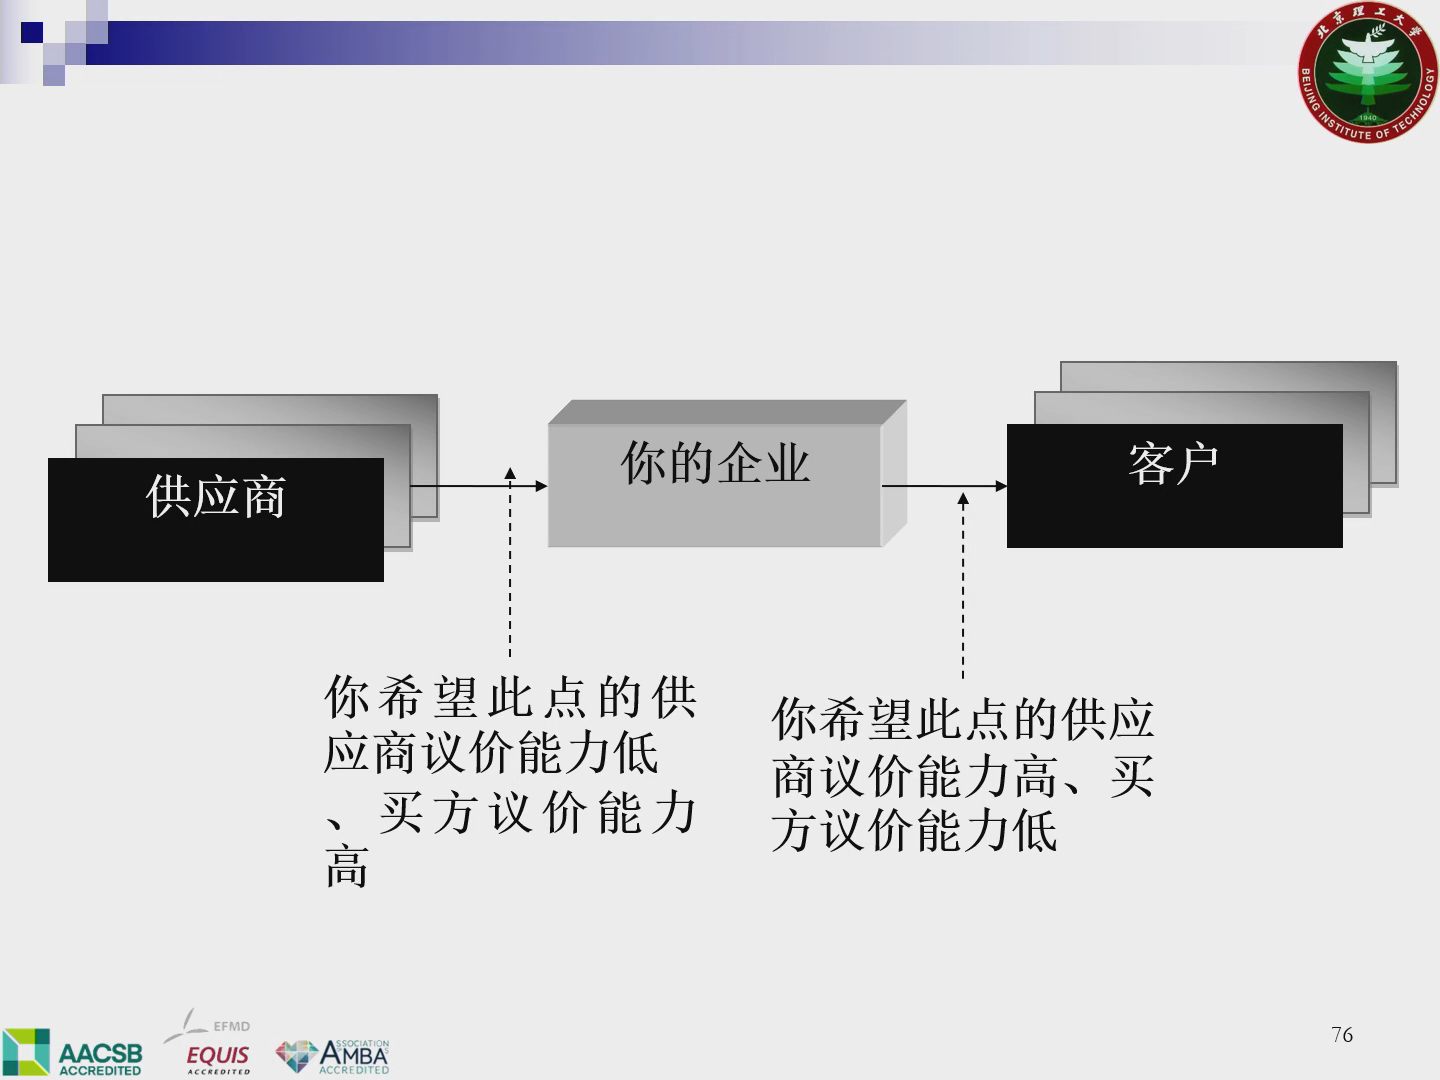 北京理工大学
BEIJING INSTITUTE OF TECHNOLOGY
1940
供应商
你的企业
客户
你希望此点的供
应商议价能力低
、买方议价能力
高
你希望此点的供应
商议价能力高、买
方议价能力低
AACSB
ACCREDITED
EFMD
EQUIS
ACCREDITED
ASSOCIATION
AMBA
ACCREDITED
76